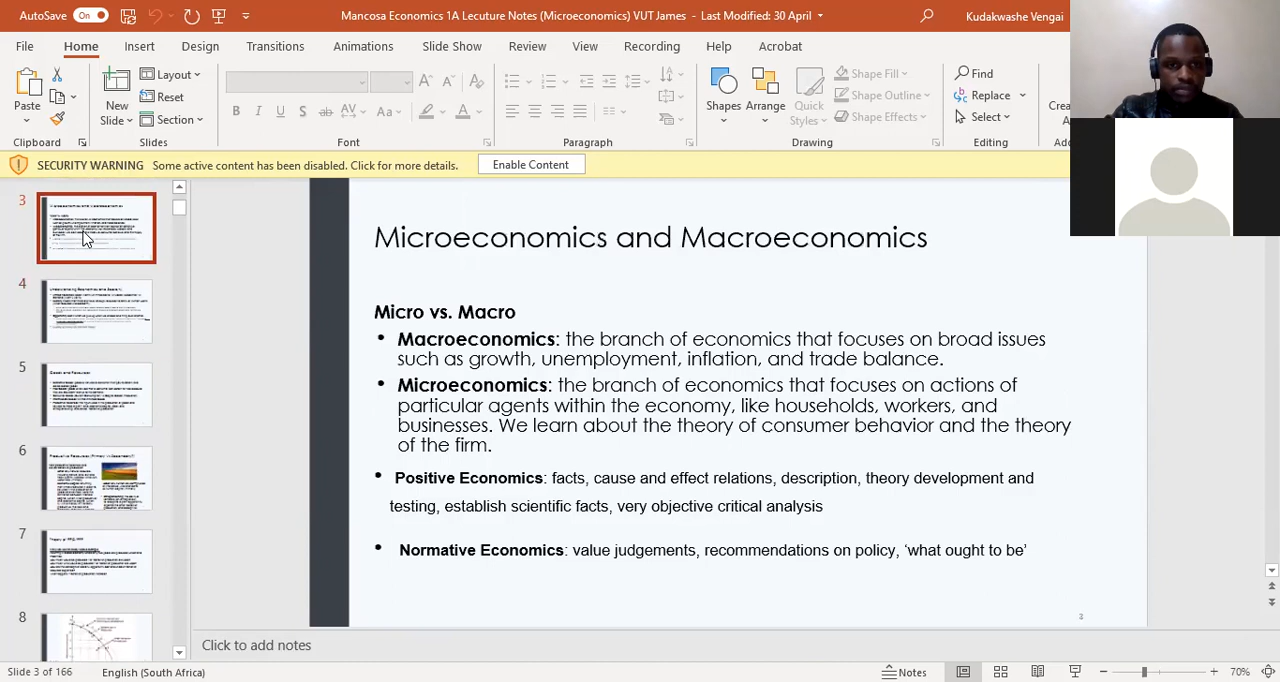 AutoSave On Mancosa Economics 1A Lecuture Notes (Microeconomics) VUT James - Last Modified: 30 April Kudakwashe Vengai
File Home Insert Design Transitions Animations Slide Show Review View Recording Help Acrobat
Paste New Slide Layout Reset Section Shapes Arrange Quick Styles Shape Fill Shape Outline Shape Effects Find Replace Select
Clipboard Slides Font Paragraph Drawing Editing
SECURITY WARNING Some active content has been disabled. Click for more details. Enable Content
3
4
5
6
7
8
Microeconomics and Macroeconomics
Micro vs. Macro
• Macroeconomics: the branch of economics that focuses on broad issues
such as growth, unemployment, inflation, and trade balance.
• Microeconomics: the branch of economics that focuses on actions of
particular agents within the economy, like households, workers, and
businesses. We learn about the theory of consumer behavior and the theory
of the firm.
• Positive Economics: facts, cause and effect relations, description, theory development and
testing, establish scientific facts, very objective critical analysis
• Normative Economics: value judgements, recommendations on policy, ‘what ought to be’
3
Click to add notes
Slide 3 of 166 English (South Africa) Notes 70%